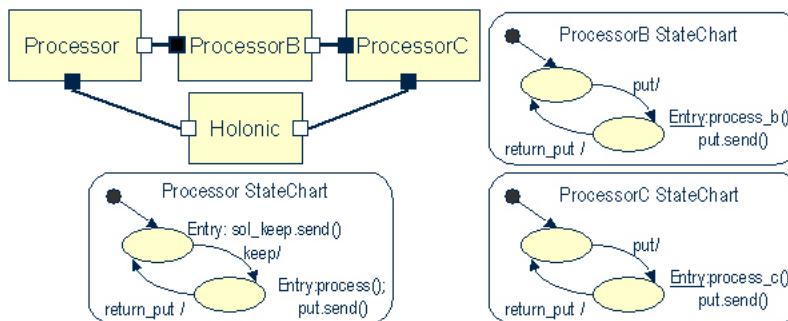 Processor
ProcessorB
ProcessorC
Holonic
ProcessorB StateChart
put/
Entry:process_b()
put.send()
return_put /
Processor StateChart
Entry: sol_keep.send()
keep/
Entry:process();
put.send()
return_put /
ProcessorC StateChart
put/
Entry:process_c()
put.send()
return_put /